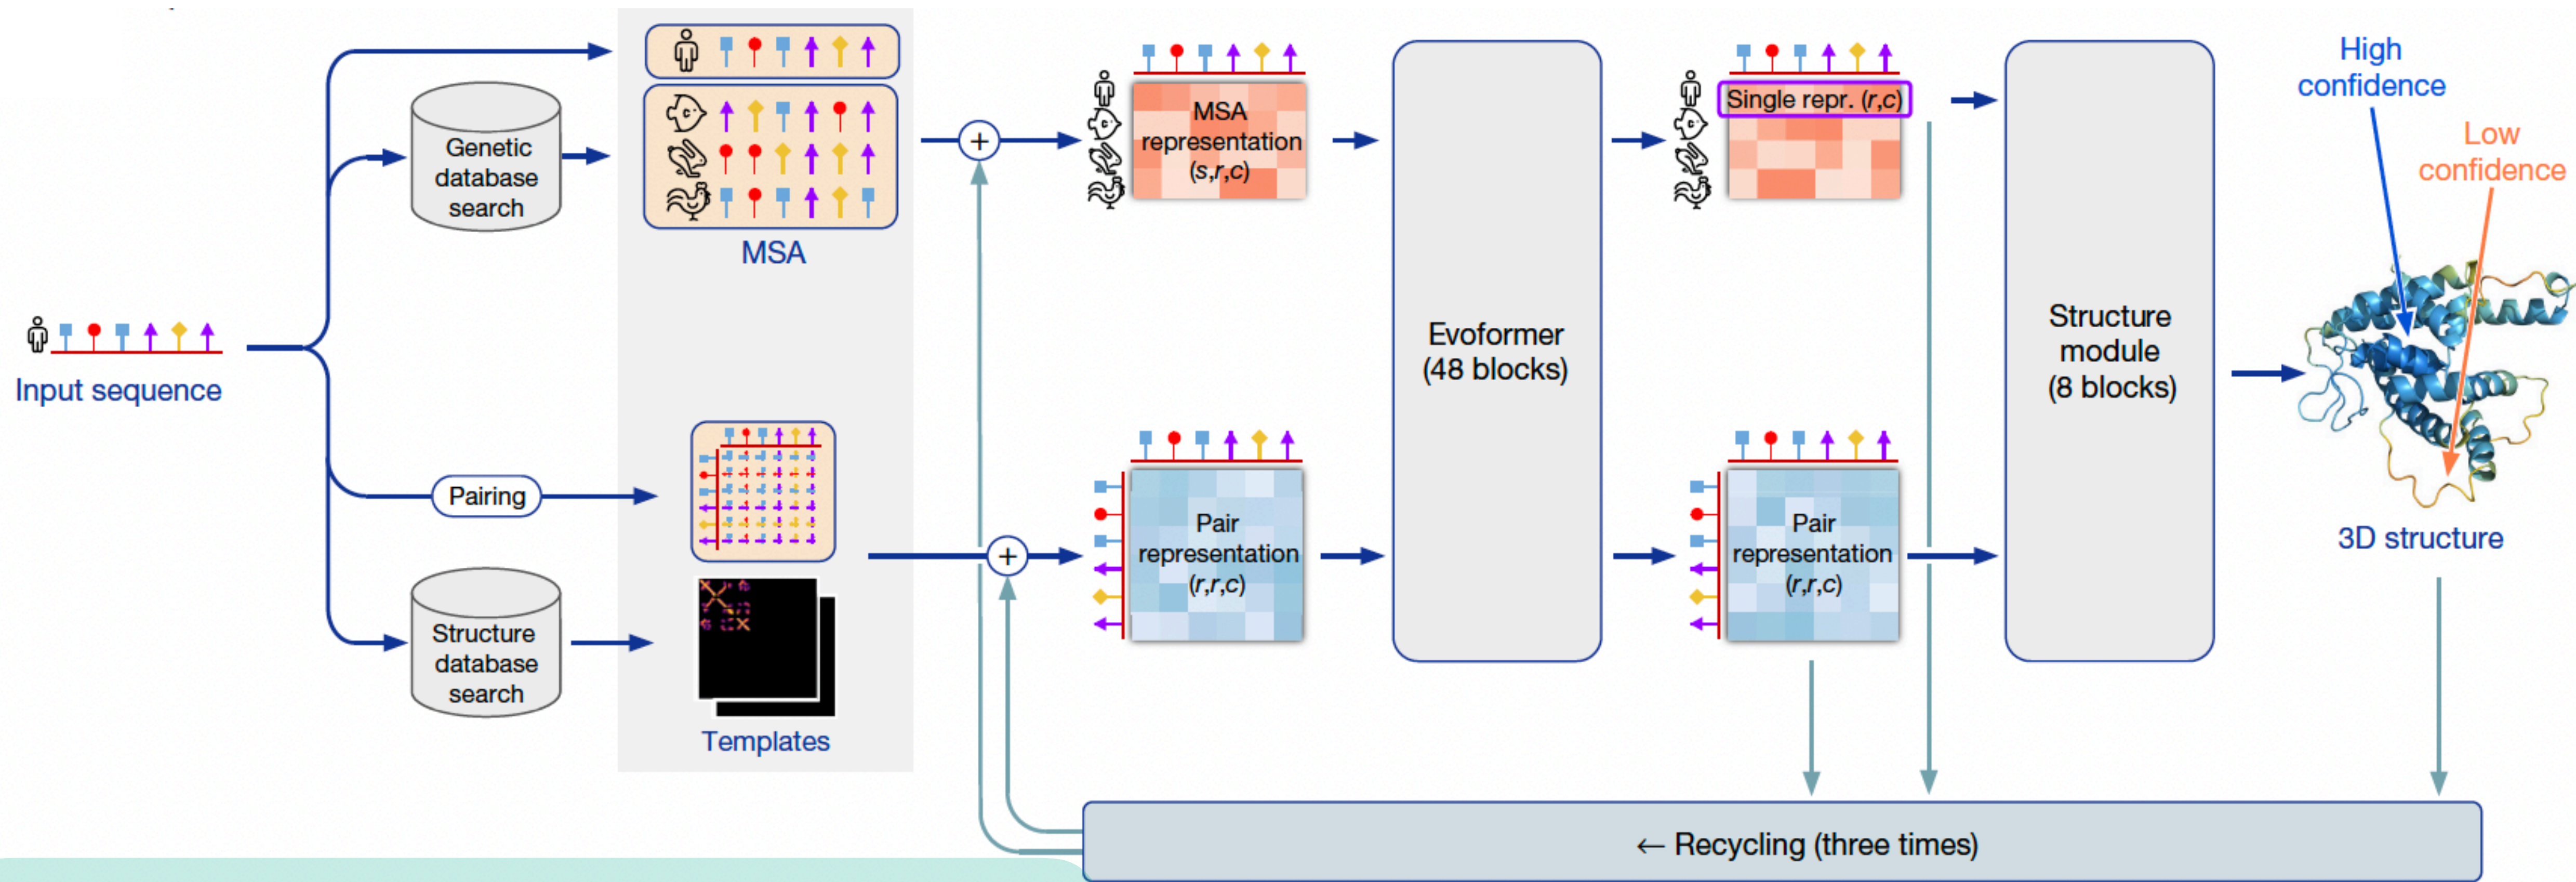 Input sequence
Genetic
database
search
Pairing
Structure
database
search
MSA
Templates
+
+
MSA
representation
(s,r,c)
Pair
representation
(r,r,c)
Evoformer
(48 blocks)
Single repr. (r,c)
Pair
representation
(r,r,c)
Structure
module
(8 blocks)
High
confidence
Low
confidence
3D structure
← Recycling (three times)